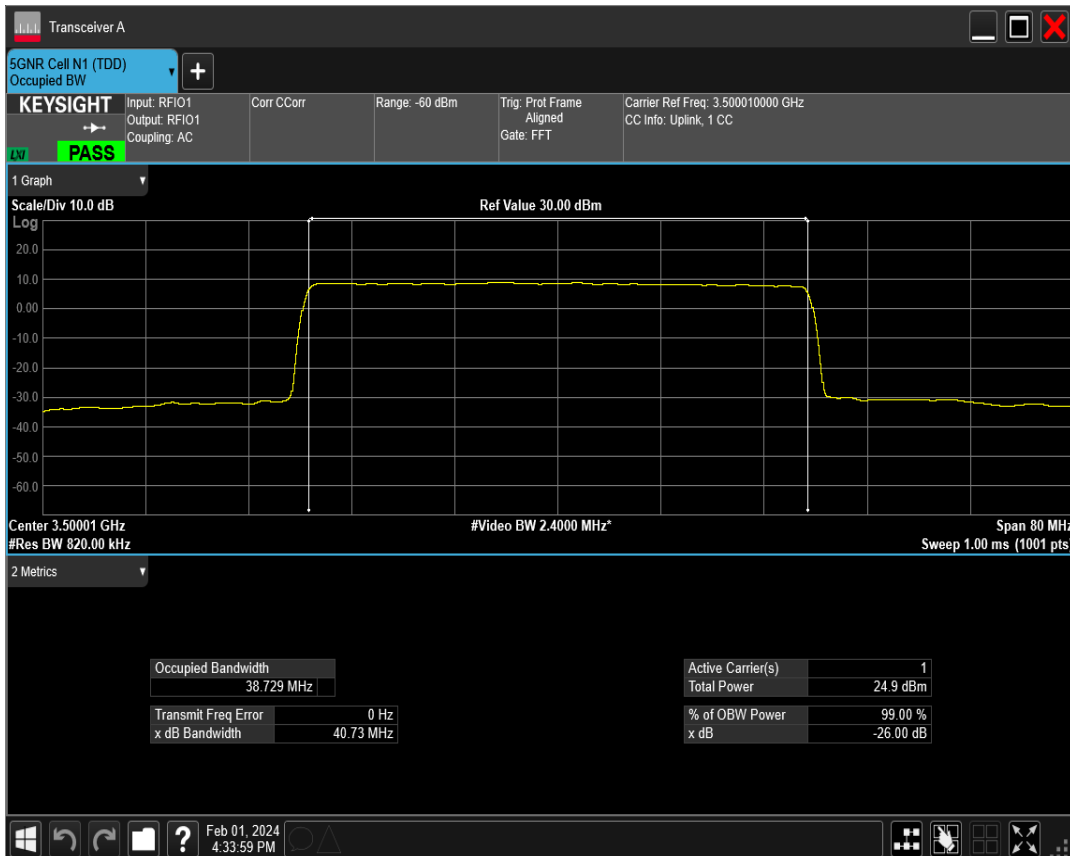 Transceiver A
5GNR Cell N1 (TDD)
Occupied BW
+
KEYSIGHT
LXI
PASS
Input: RFIO1
Output: RFIO1
Coupling: AC
Corr CCorr
Range: -60 dBm
Trig: Prot Frame
Aligned
Gate: FFT
Carrier Ref Freq: 3.500010000 GHz
CC Info: Uplink, 1 CC
1 Graph
Scale/Div 10.0 dB
Ref Value 30.00 dBm
Log
20.0
10.0
0.00
-10.0
-20.0
-30.0
-40.0
-50.0
-60.0
Center 3.50001 GHz
#Video BW 2.4000 MHz*
Span 80 MHz
#Res BW 820.00 kHz
Sweep 1.00 ms (1001 pts)
2 Metrics
Occupied Bandwidth
38.729 MHz
Transmit Freq Error 0 Hz
x dB Bandwidth 40.73 MHz
Active Carrier(s) 1
Total Power 24.9 dBm
% of OBW Power 99.00 %
x dB -26.00 dB
?
Feb 01, 2024
4:33:59 PM